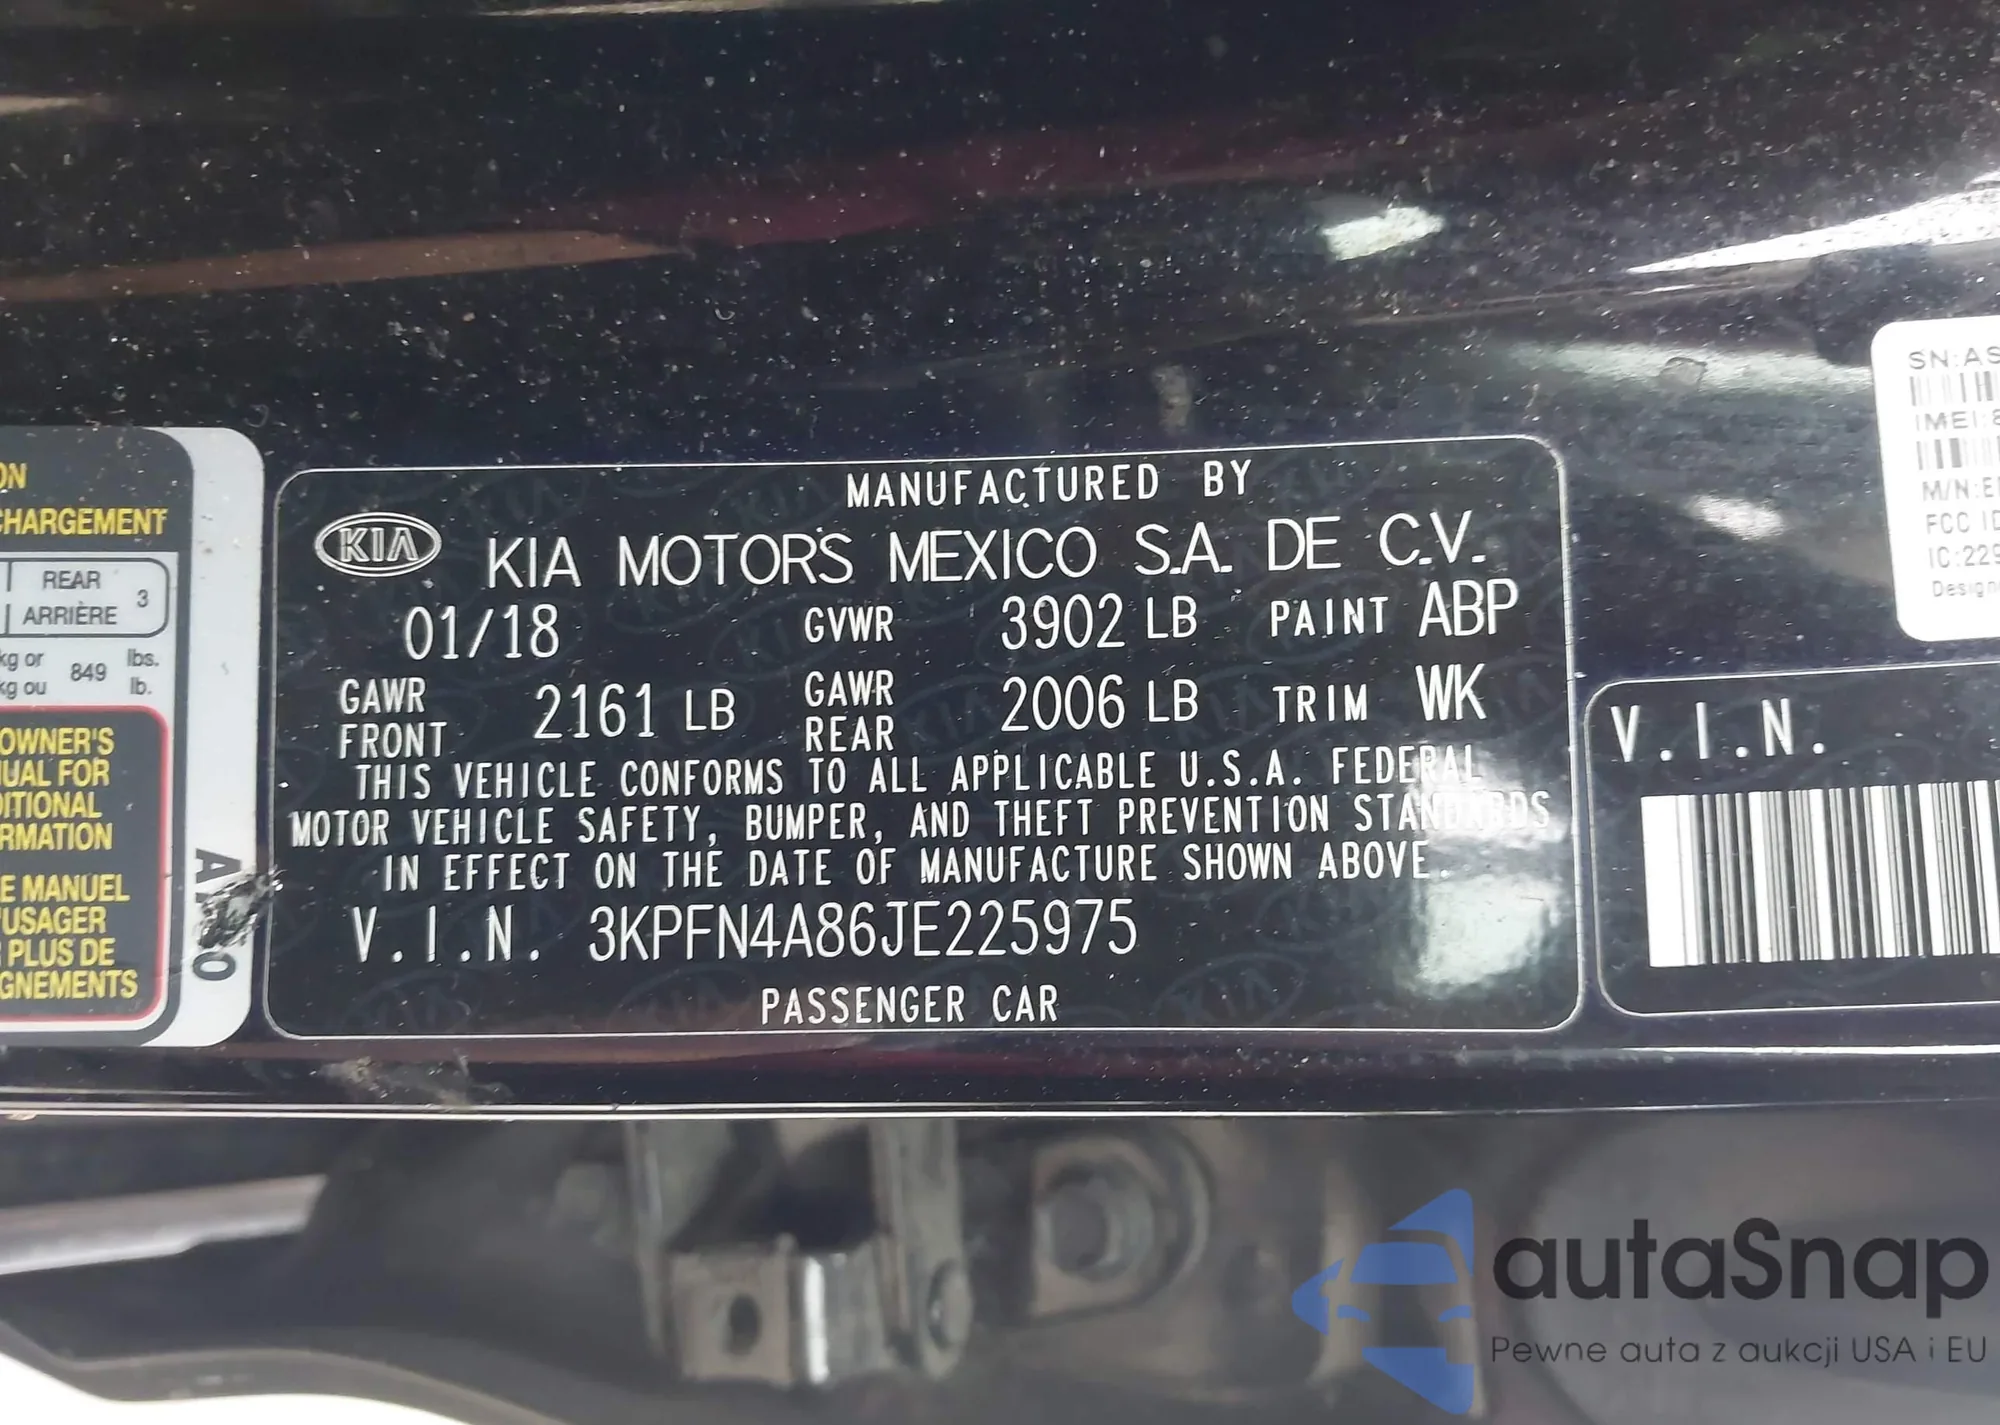 ON
CHARGEMENT
REAR
ARRIÈRE
3
kg or
kg ou
849
lbs.
lb.
OWNER'S
UAL FOR
DITIONAL
RMATION
E MANUEL
'USAGER
PLUS DE
GNEMENTS
MANUFACTURED BY
KIA
KIA MOTORS MEXICO S.A. DE C.V.
01/18 GVWR 3902 LB PAINT ABP
GAWR FRONT 2161 LB GAWR REAR 2006 LB TRIM WK
THIS VEHICLE CONFORMS TO ALL APPLICABLE U.S.A. FEDERAL
MOTOR VEHICLE SAFETY, BUMPER, AND THEFT PREVENTION STANDARDS
IN EFFECT ON THE DATE OF MANUFACTURE SHOWN ABOVE.
V.I.N. 3KPFN4A86JE225975
PASSENGER CAR
SN:AS
IMEI:8
M/N:E
FCC ID
IC:229
Designe
V.I.N.
autaSnap
Pewne auta z aukcji USA i EU